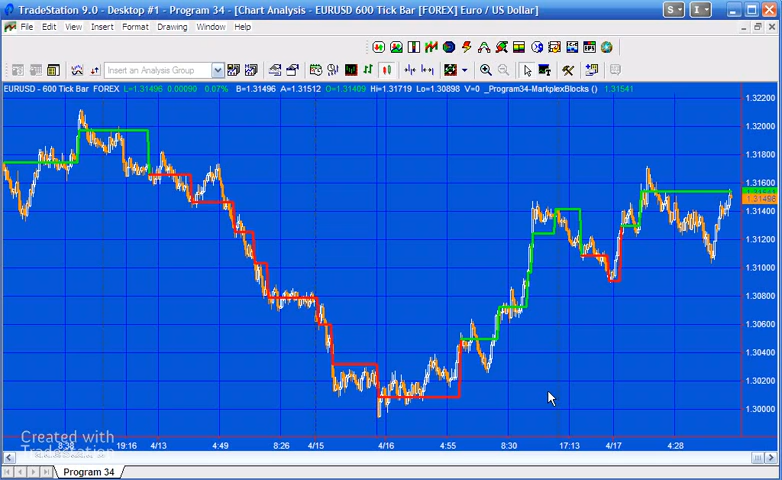 TradeStation 9.0 - Desktop #1 - Program 34 - [Chart Analysis - EURUSD 600 Tick Bar [FOREX] Euro / US Dollar]
S
I
File Edit View Insert Format Drawing Window Help
Insert an Analysis Group
EURUSD - 600 Tick Bar FOREX L=1.31496 0.00090 0.07% B=1.31496 A=1.31512 O=1.31409 Hi=1.31719 Lo=1.30898 V=0 _Program34-MarkplexBlocks () 1.31541
1.32200
1.32000
1.31800
1.31600
1.31400
1.31200
1.31000
1.30800
1.30600
1.30400
1.30200
1.30000
Created with
Tradestation
8:38 19:16 4/13 4:49 4/15 4/16 4:55 8:30 17:13 4/17 4:28
Program 34